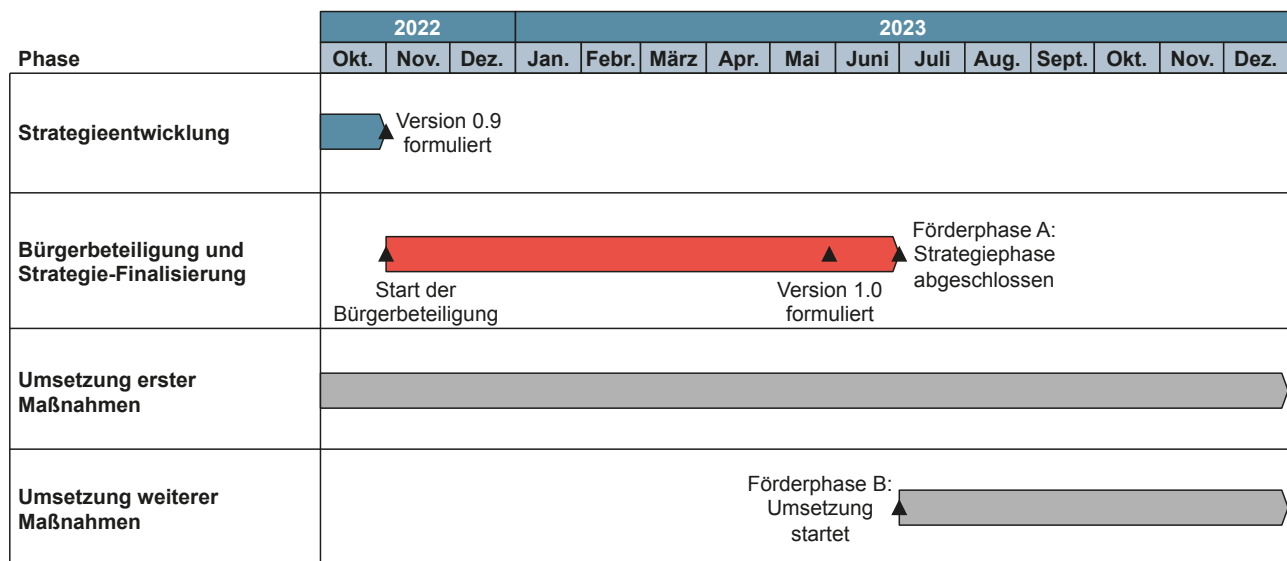 2022 2023
Phase Okt. Nov. Dez. Jan. Febr. März Apr. Mai Juni Juli Aug. Sept. Okt. Nov. Dez.
Strategieentwicklung
Version 0.9
formuliert
Bürgerbeteiligung und
Strategie-Finalisierung
Start der
Bürgerbeteiligung
Version 1.0
formuliert
Förderphase A:
Strategiephase
abgeschlossen
Umsetzung erster
Maßnahmen
Umsetzung weiterer
Maßnahmen
Förderphase B:
Umsetzung
startet